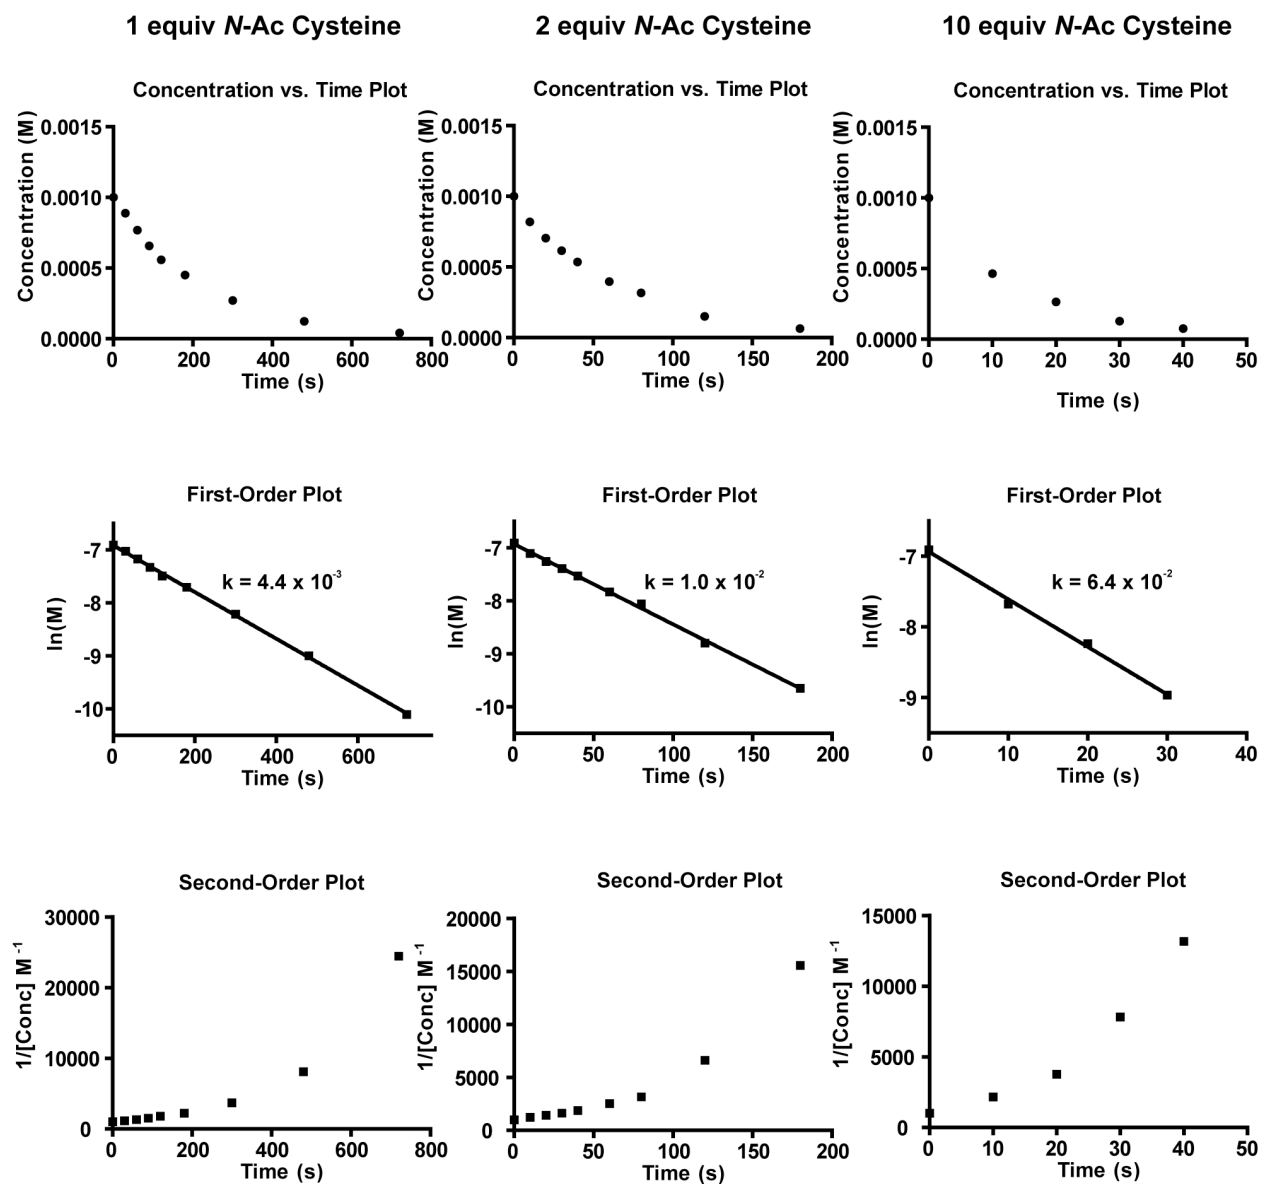 1 equiv N-Ac Cysteine
2 equiv N-Ac Cysteine
10 equiv N-Ac Cysteine
Concentration vs. Time Plot
Concentration (M)
0.0015
0.0010
0.0005
0.0000
0 200 400 600 800
Time (s)
Concentration vs. Time Plot
Concentration (M)
0.0015
0.0010
0.0005
0.0000
0 50 100 150 200
Time (s)
Concentration vs. Time Plot
Concentration (M)
0.0015
0.0010
0.0005
0.0000
0 10 20 30 40 50
Time (s)
First-Order Plot
ln(M)
-7
-8
-9
-10
k = 4.4 x 10⁻³
0 200 400 600
Time (s)
First-Order Plot
ln(M)
-7
-8
-9
-10
k = 1.0 x 10⁻²
0 50 100 150 200
Time (s)
First-Order Plot
ln(M)
-7
-8
-9
k = 6.4 x 10⁻²
0 10 20 30 40
Time (s)
Second-Order Plot
1/[Conc] M⁻¹
30000
20000
10000
0
0 200 400 600 800
Time (s)
Second-Order Plot
1/[Conc] M⁻¹
20000
15000
10000
5000
0
0 50 100 150 200
Time (s)
Second-Order Plot
1/[Conc] M⁻¹
15000
10000
5000
0
0 10 20 30 40 50
Time (s)